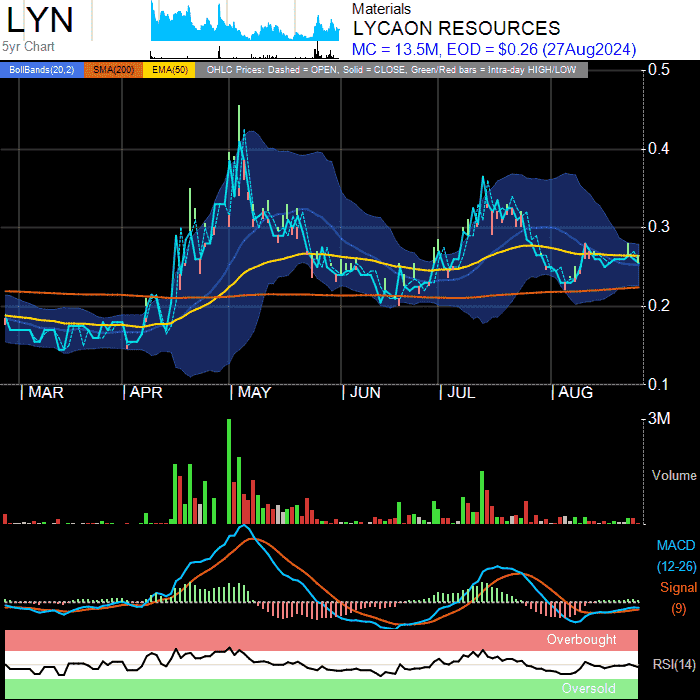 LYN
5yr Chart
Materials
LYCAON RESOURCES
MC = 13.5M, EOD = $0.26 (27Aug2024)
BollBands(20,2) SMA(200) EMA(50) OHLC Prices: Dashed = OPEN, Solid = CLOSE, Green/Red bars = Intra-day HIGH/LOW
0.5
0.4
0.3
0.2
0.1
MAR APR MAY JUN JUL AUG
3M
Volume
MACD
(12-26)
Signal
(9)
Overbought
RSI(14)
Oversold